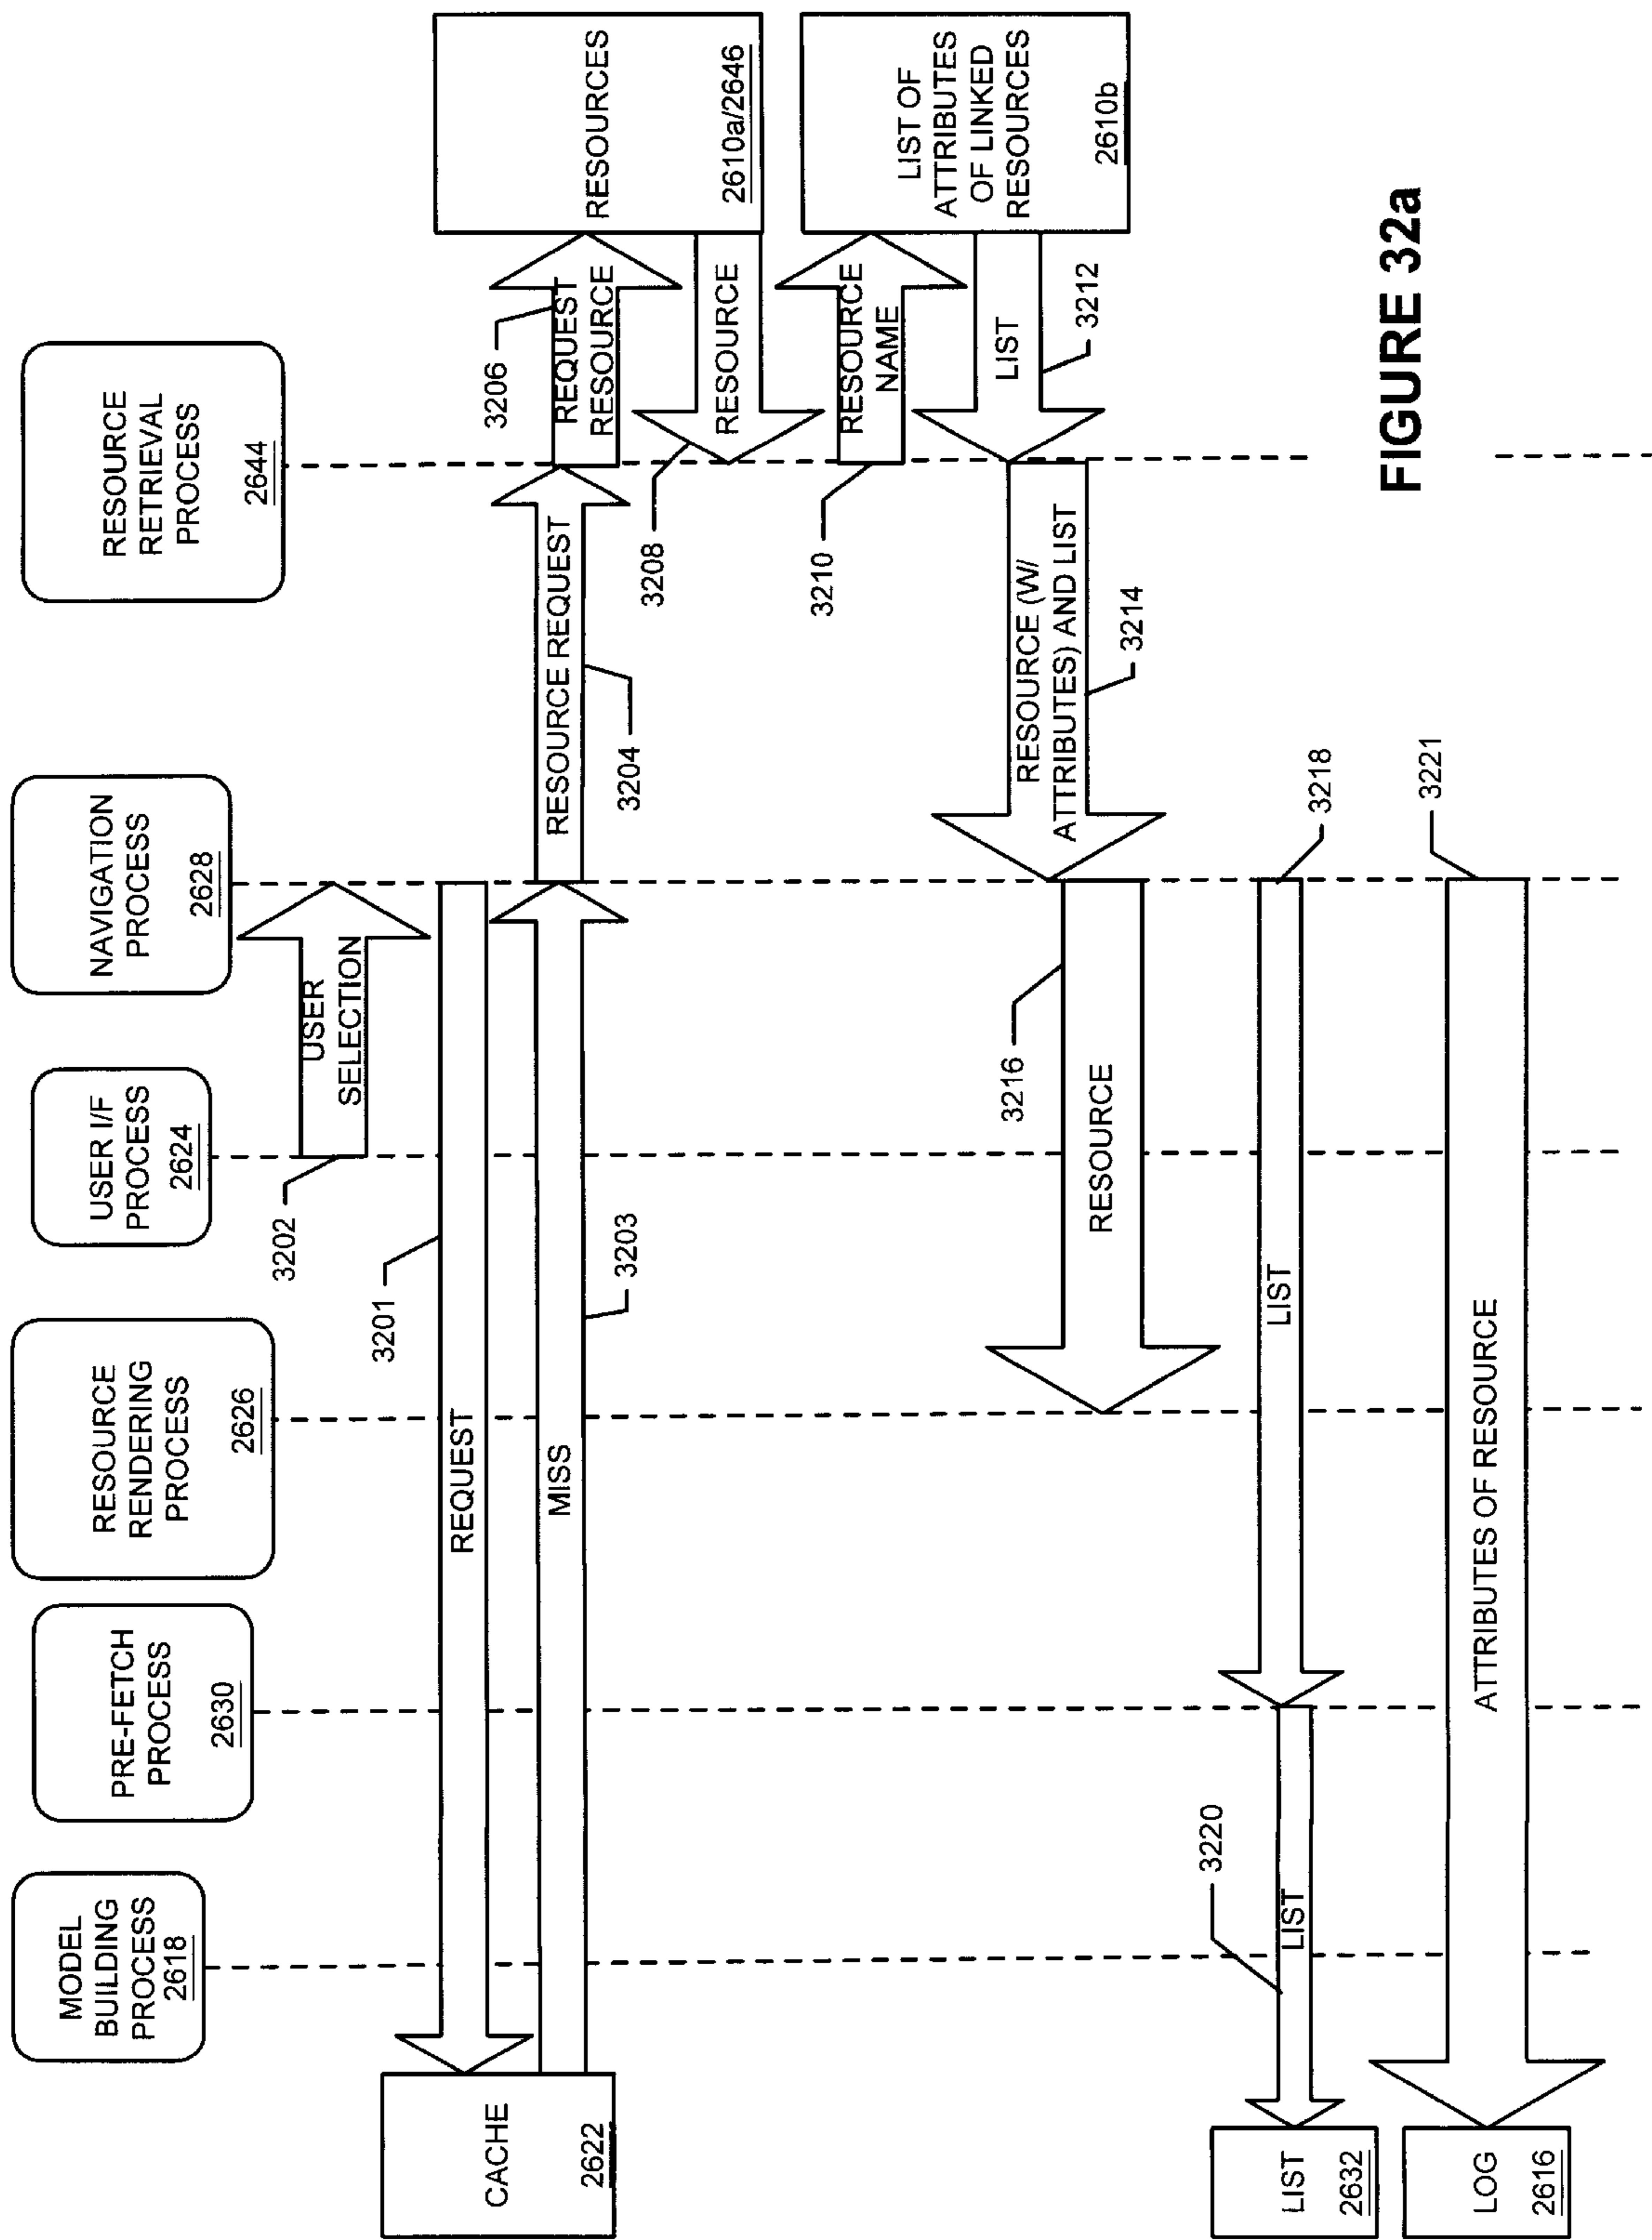 MODEL
BUILDING
PROCESS
2618
PRE-FETCH
PROCESS
2630
RESOURCE
RENDERING
PROCESS
2626
USER I/F
PROCESS
2624
NAVIGATION
PROCESS
2628
RESOURCE
RETRIEVAL
PROCESS
2644
3202
USER
SELECTION
3201
REQUEST
CACHE
2622
MISS
3203
RESOURCE REQUEST
3204
3206
REQUEST
RESOURCE
RESOURCES
2610a/2646
3208
RESOURCE
3210
RESOURCE
NAME
LIST OF
ATTRIBUTES
OF LINKED
RESOURCES
2610b
LIST
3212
RESOURCE (W/
ATTRIBUTES) AND LIST
3214
3216
RESOURCE
3218
LIST
3220
LIST
LIST
2632
3221
ATTRIBUTES OF RESOURCE
LOG
2616
FIGURE 32a